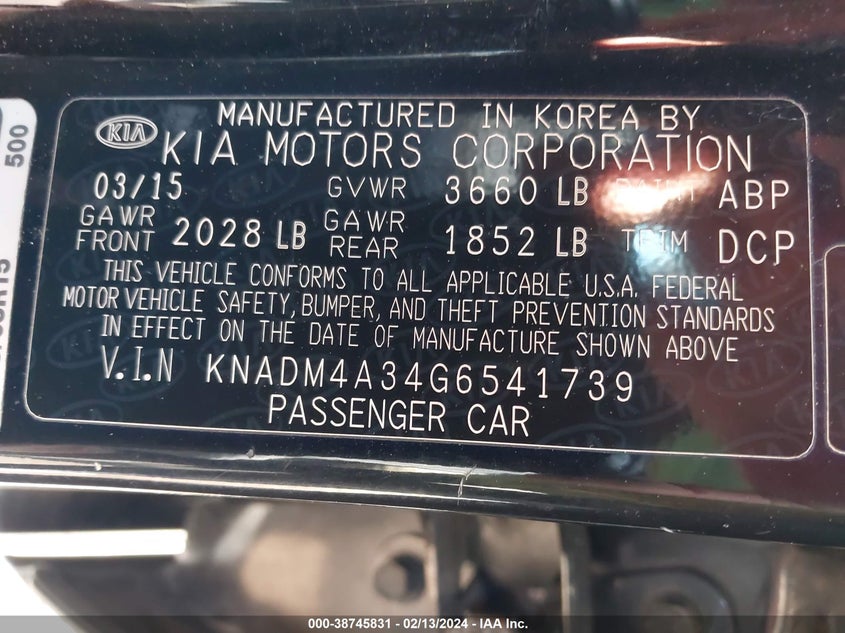 MANUFACTURED IN KOREA BY
KIA KIA MOTORS CORPORATION
03/15 GVWR 3660 LB PAINT ABP
GAWR FRONT 2028 LB GAWR REAR 1852 LB TRIM DCP
THIS VEHICLE CONFORMS TO ALL APPLICABLE U.S.A. FEDERAL
MOTOR VEHICLE SAFETY, BUMPER, AND THEFT PREVENTION STANDARDS
IN EFFECT ON THE DATE OF MANUFACTURE SHOWN ABOVE
V.I.N KNADM4A34G6541739
PASSENGER CAR
500
000-38745831 - 02/13/2024 - IAA Inc.